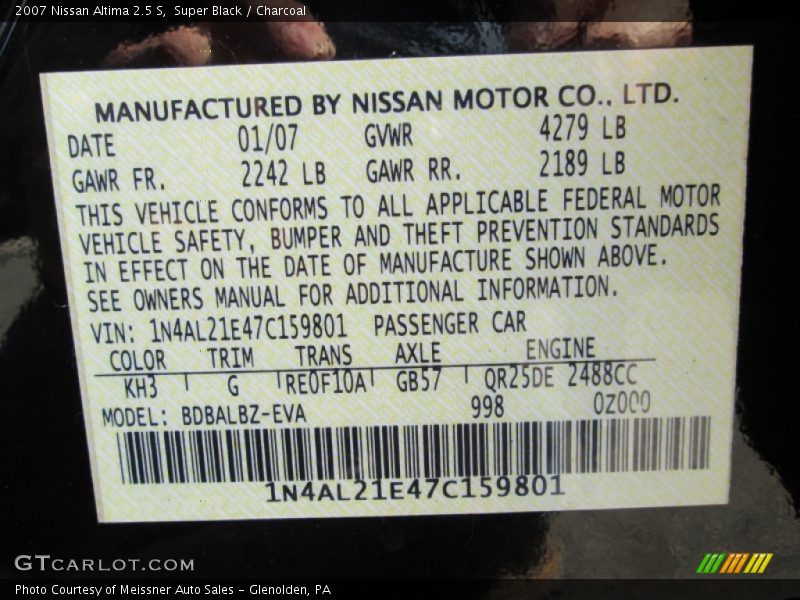 2007 Nissan Altima 2.5 S, Super Black / Charcoal
MANUFACTURED BY NISSAN MOTOR CO., LTD.
DATE 01/07 GVWR 4279 LB
GAWR FR. 2242 LB GAWR RR. 2189 LB
THIS VEHICLE CONFORMS TO ALL APPLICABLE FEDERAL MOTOR
VEHICLE SAFETY, BUMPER AND THEFT PREVENTION STANDARDS
IN EFFECT ON THE DATE OF MANUFACTURE SHOWN ABOVE.
SEE OWNERS MANUAL FOR ADDITIONAL INFORMATION.
VIN: 1N4AL21E47C159801 PASSENGER CAR
COLOR TRIM TRANS AXLE ENGINE
KH3 G RE0F10A GB57 QR25DE 2488CC
MODEL: BDBALBZ-EVA 998 0Z000
1N4AL21E47C159801
GTCARLOT.COM
Photo Courtesy of Meissner Auto Sales – Glenolden, PA